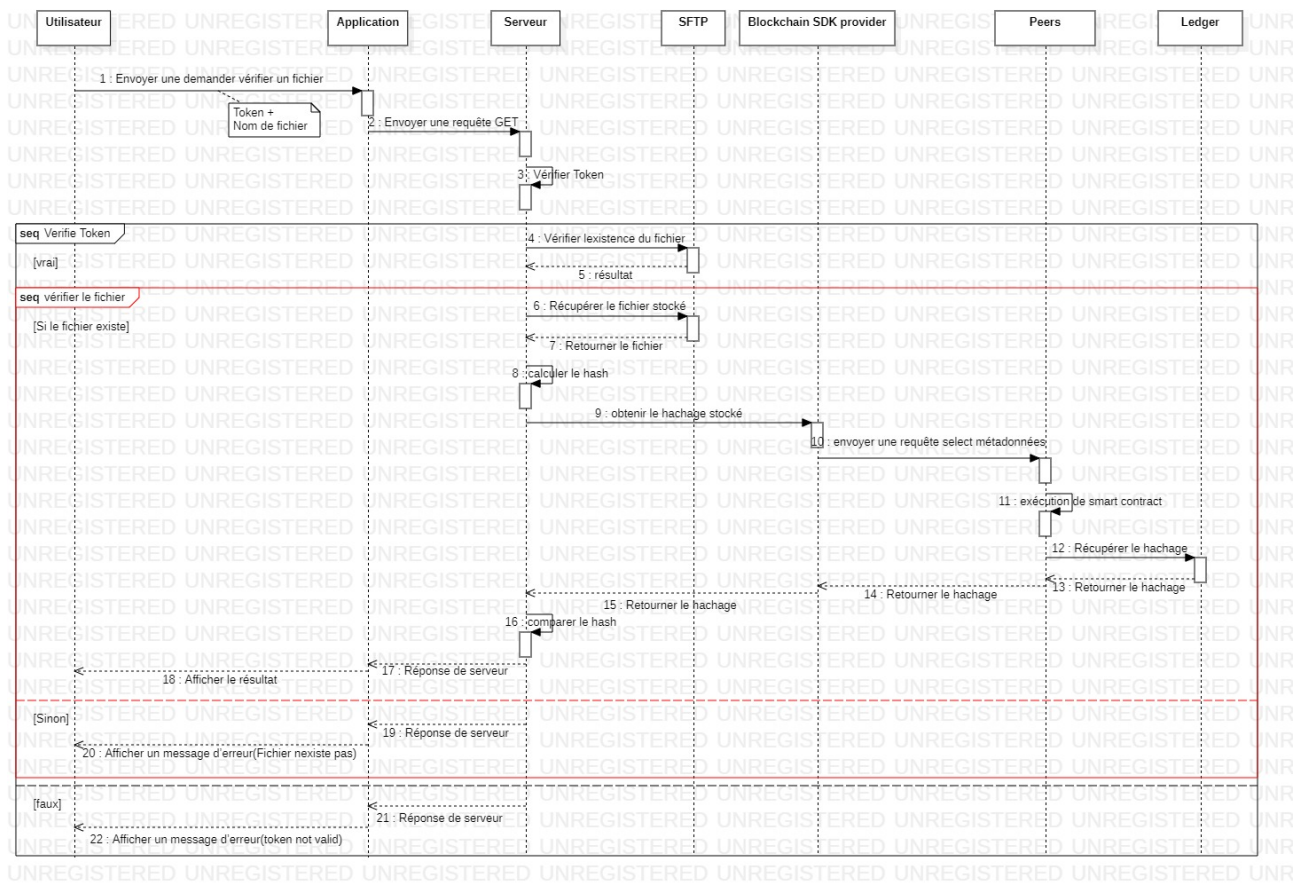 Utilisateur
Application
Serveur
SFTP
Blockchain SDK provider
Peers
Ledger
1 : Envoyer une demander vérifier un fichier
Token +
Nom de fichier
2 : Envoyer une requête GET
3 : Vérifier Token
seq Verifie Token
4 : Vérifier lexistence du fichier
[vrai]
5 : résultat
seq vérifier le fichier
6 : Récupérer le fichier stocké
[Si le fichier existe]
7 : Retourner le fichier
8 : calculer le hash
9 : obtenir le hachage stocké
10 : envoyer une requête select métadonnées
11 : exécution de smart contract
12 : Récupérer le hachage
13 : Retourner le hachage
14 : Retourner le hachage
15 : Retourner le hachage
16 : comparer le hash
17 : Réponse de serveur
18 : Afficher le résultat
[Sinon]
19 : Réponse de serveur
20 : Afficher un message d'erreur(Fichier nexiste pas)
[faux]
21 : Réponse de serveur
22 : Afficher un message d'erreur(token not valid)
UNREGISTERED